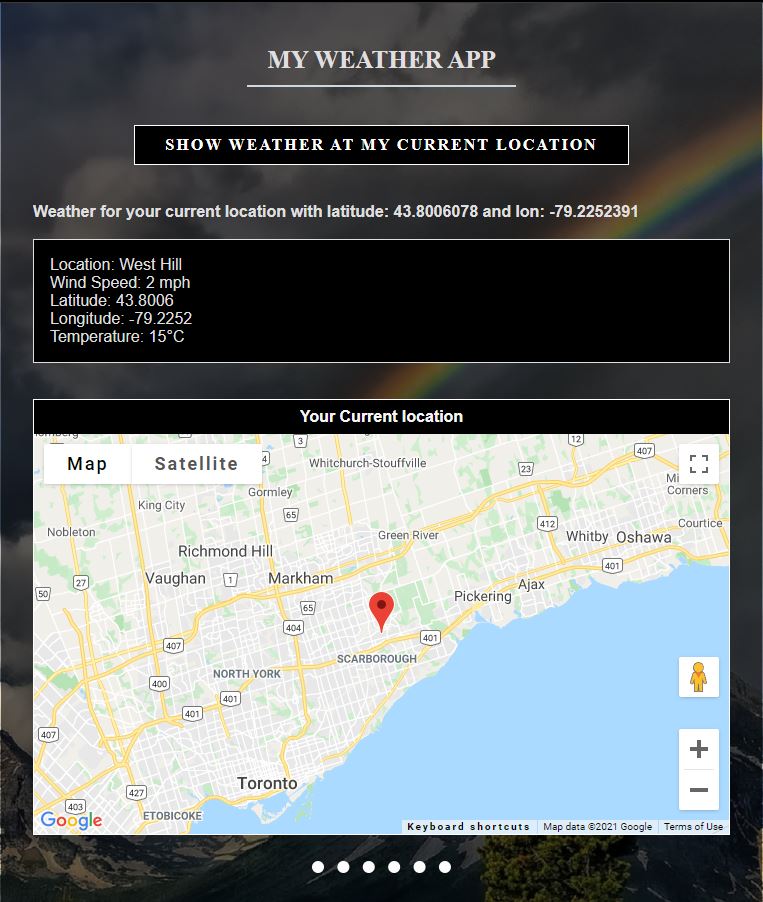 MY WEATHER APP
SHOW WEATHER AT MY CURRENT LOCATION
Weather for your current location with latitude: 43.8006078 and lon: -79.2252391
Location: West Hill
Wind Speed: 2 mph
Latitude: 43.8006
Longitude: -79.2252
Temperature: 15°C
Your Current location
Map Satellite
3
12
407
Whitchurch-Stouffville
23
Corners
Gormley
King City
65
Nobleton
Green River
412
Courtice
Whitby Oshawa
Richmond Hill
401
Vaughan
1
Markham
27
Ajax
50
Pickering
65
404
401
407
SCARBOROUGH
NORTH YORK
400
401
401
407
Toronto
427
403
ETOBICOKE
Google
Keyboard shortcuts Map data ©2021 Google Terms of Use